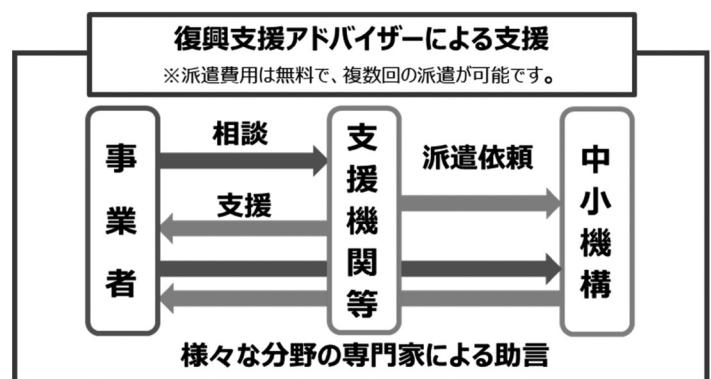 復興支援アドバイザーによる支援
※派遣費用は無料で、複数回の派遣が可能です。
事業者
相談
支援
支援機関等
派遣依頼
中小機構
様々な分野の専門家による助言